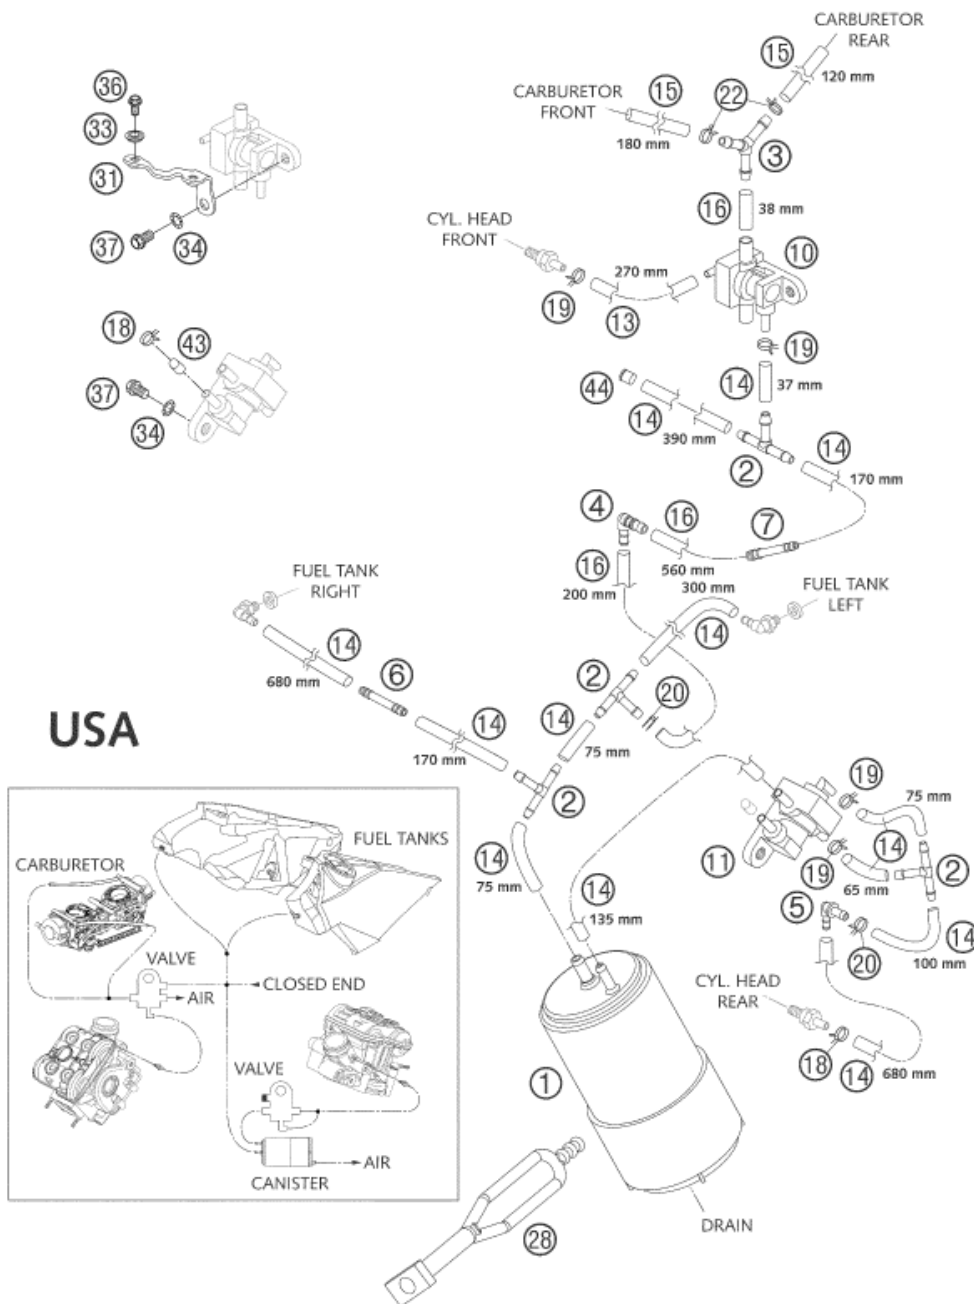 CARBURETOR
REAR
15
120 mm
36
CARBURETOR
FRONT
15
22
180 mm
33
3
31
16
38 mm
37
34
CYL. HEAD
FRONT
10
270 mm
19
13
18
43
19
37
44
14
37 mm
34
14
390 mm
2
14
170 mm
4
16
7
16
560 mm
200 mm
300 mm
FUEL TANK
RIGHT
FUEL TANK
LEFT
14
14
680 mm
6
2
20
USA
14
14
75 mm
170 mm
2
19
75 mm
11
14
75 mm
14
135 mm
19
14
65 mm
2
5
20
14
100 mm
CYL. HEAD
REAR
18
14
680 mm
1
28
DRAIN
FUEL TANKS
CARBURETOR
VALVE
AIR
CLOSED END
VALVE
AIR
CANISTER